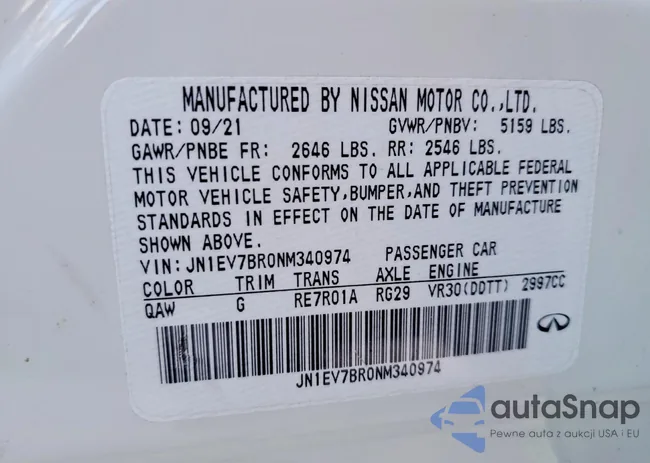 MANUFACTURED BY NISSAN MOTOR CO.,LTD.
DATE: 09/21 GVWR/PNBV: 5159 LBS.
GAWR/PNBE FR: 2646 LBS. RR: 2546 LBS.
THIS VEHICLE CONFORMS TO ALL APPLICABLE FEDERAL
MOTOR VEHICLE SAFETY,BUMPER,AND THEFT PREVENTION
STANDARDS IN EFFECT ON THE DATE OF MANUFACTURE
SHOWN ABOVE.
VIN:JN1EV7BR0NM340974 PASSENGER CAR
COLOR TRIM TRANS AXLE ENGINE
QAW G RE7R01A RG29 VR30(DDTT) 2997CC
JN1EV7BR0NM340974
autaSnap
Pewne auta z aukcji USA i EU